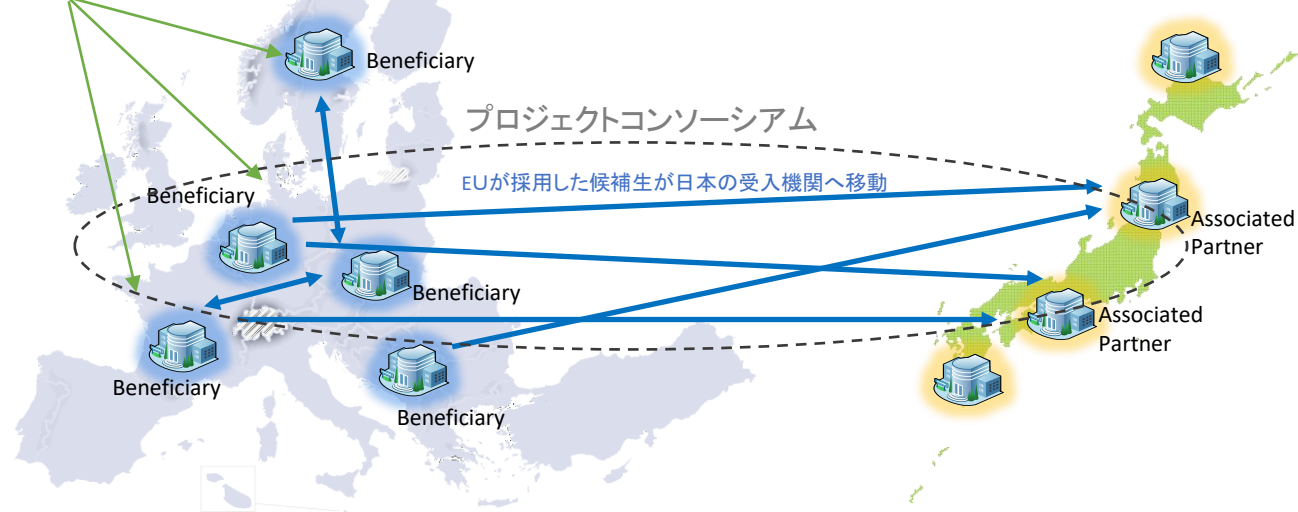 Beneficiary
プロジェクトコンソーシアム
EUが採用した候補生が日本の受入機関へ移動
Beneficiary
Associated
Partner
Beneficiary
Associated
Partner
Beneficiary
Beneficiary